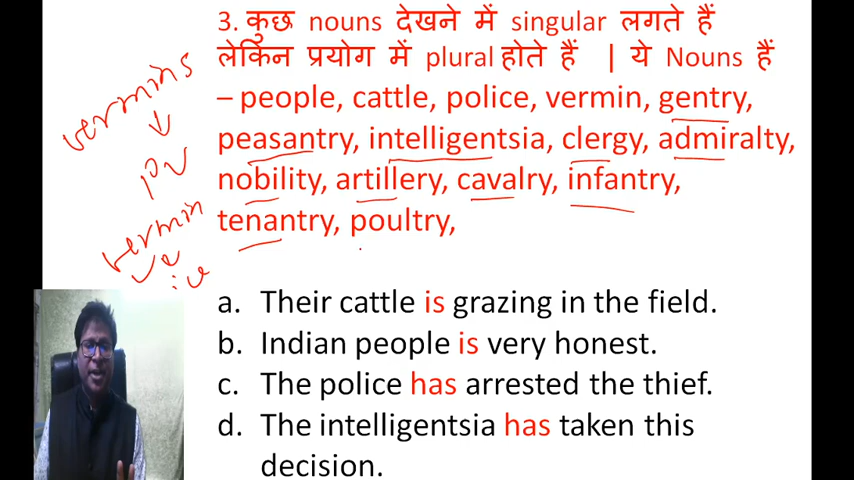 3. कुछ nouns देखने में singular लगते हैं
लेकिन प्रयोग में plural होते हैं | ये Nouns हैं
– people, cattle, police, vermin, gentry,
peasantry, intelligentsia, clergy, admiralty,
nobility, artillery, cavalry, infantry,
tenantry, poultry,
vermins
vermin
a. Their cattle is grazing in the field.
b. Indian people is very honest.
c. The police has arrested the thief.
d. The intelligentsia has taken this
decision.